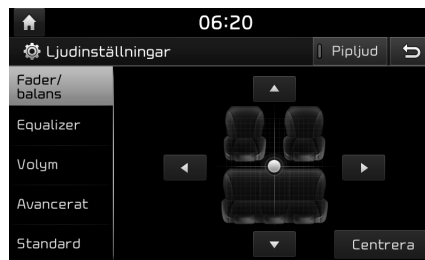 06:20
Ljudinställningar
Pipljud
Fader/
balans
Equalizer
Volym
Avancerat
Standard
Centrera